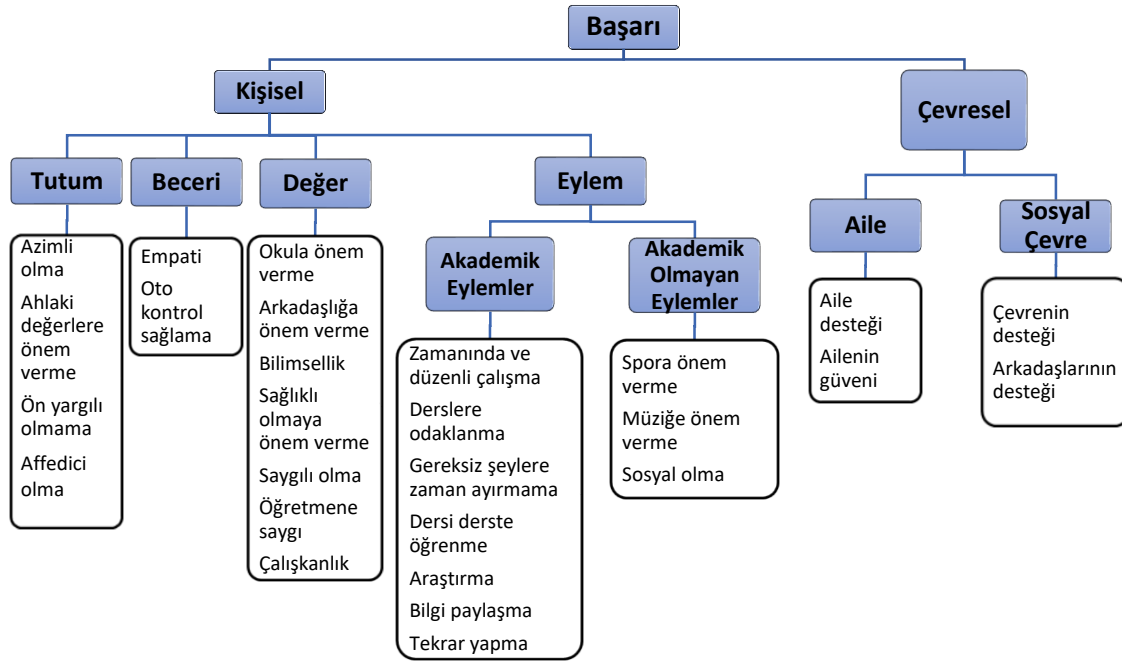 Başarı
Kişisel
Çevresel
Tutum
Beceri
Değer
Eylem
Aile
Sosyal
Çevre
Akademik
Eylemler
Akademik
Olmayan
Eylemler
Azimli
olma
Ahlaki
değerlere
önem
verme
Ön yargılı
olmama
Affedici
olma
Empati
Oto
kontrol
sağlama
Okula önem
verme
Arkadaşlığa
önem verme
Bilimsellik
Sağlıklı
olmaya
önem verme
Saygılı olma
Öğretmene
saygı
Çalışkanlık
Zamanında ve
düzenli çalışma
Derslere
odaklanma
Gereksiz şeylere
zaman ayırmama
Dersi derste
öğrenme
Araştırma
Bilgi paylaşma
Tekrar yapma
Spora önem
verme
Müziğe önem
verme
Sosyal olma
Aile
desteği
Ailenin
güveni
Çevrenin
desteği
Arkadaşlarının
desteği